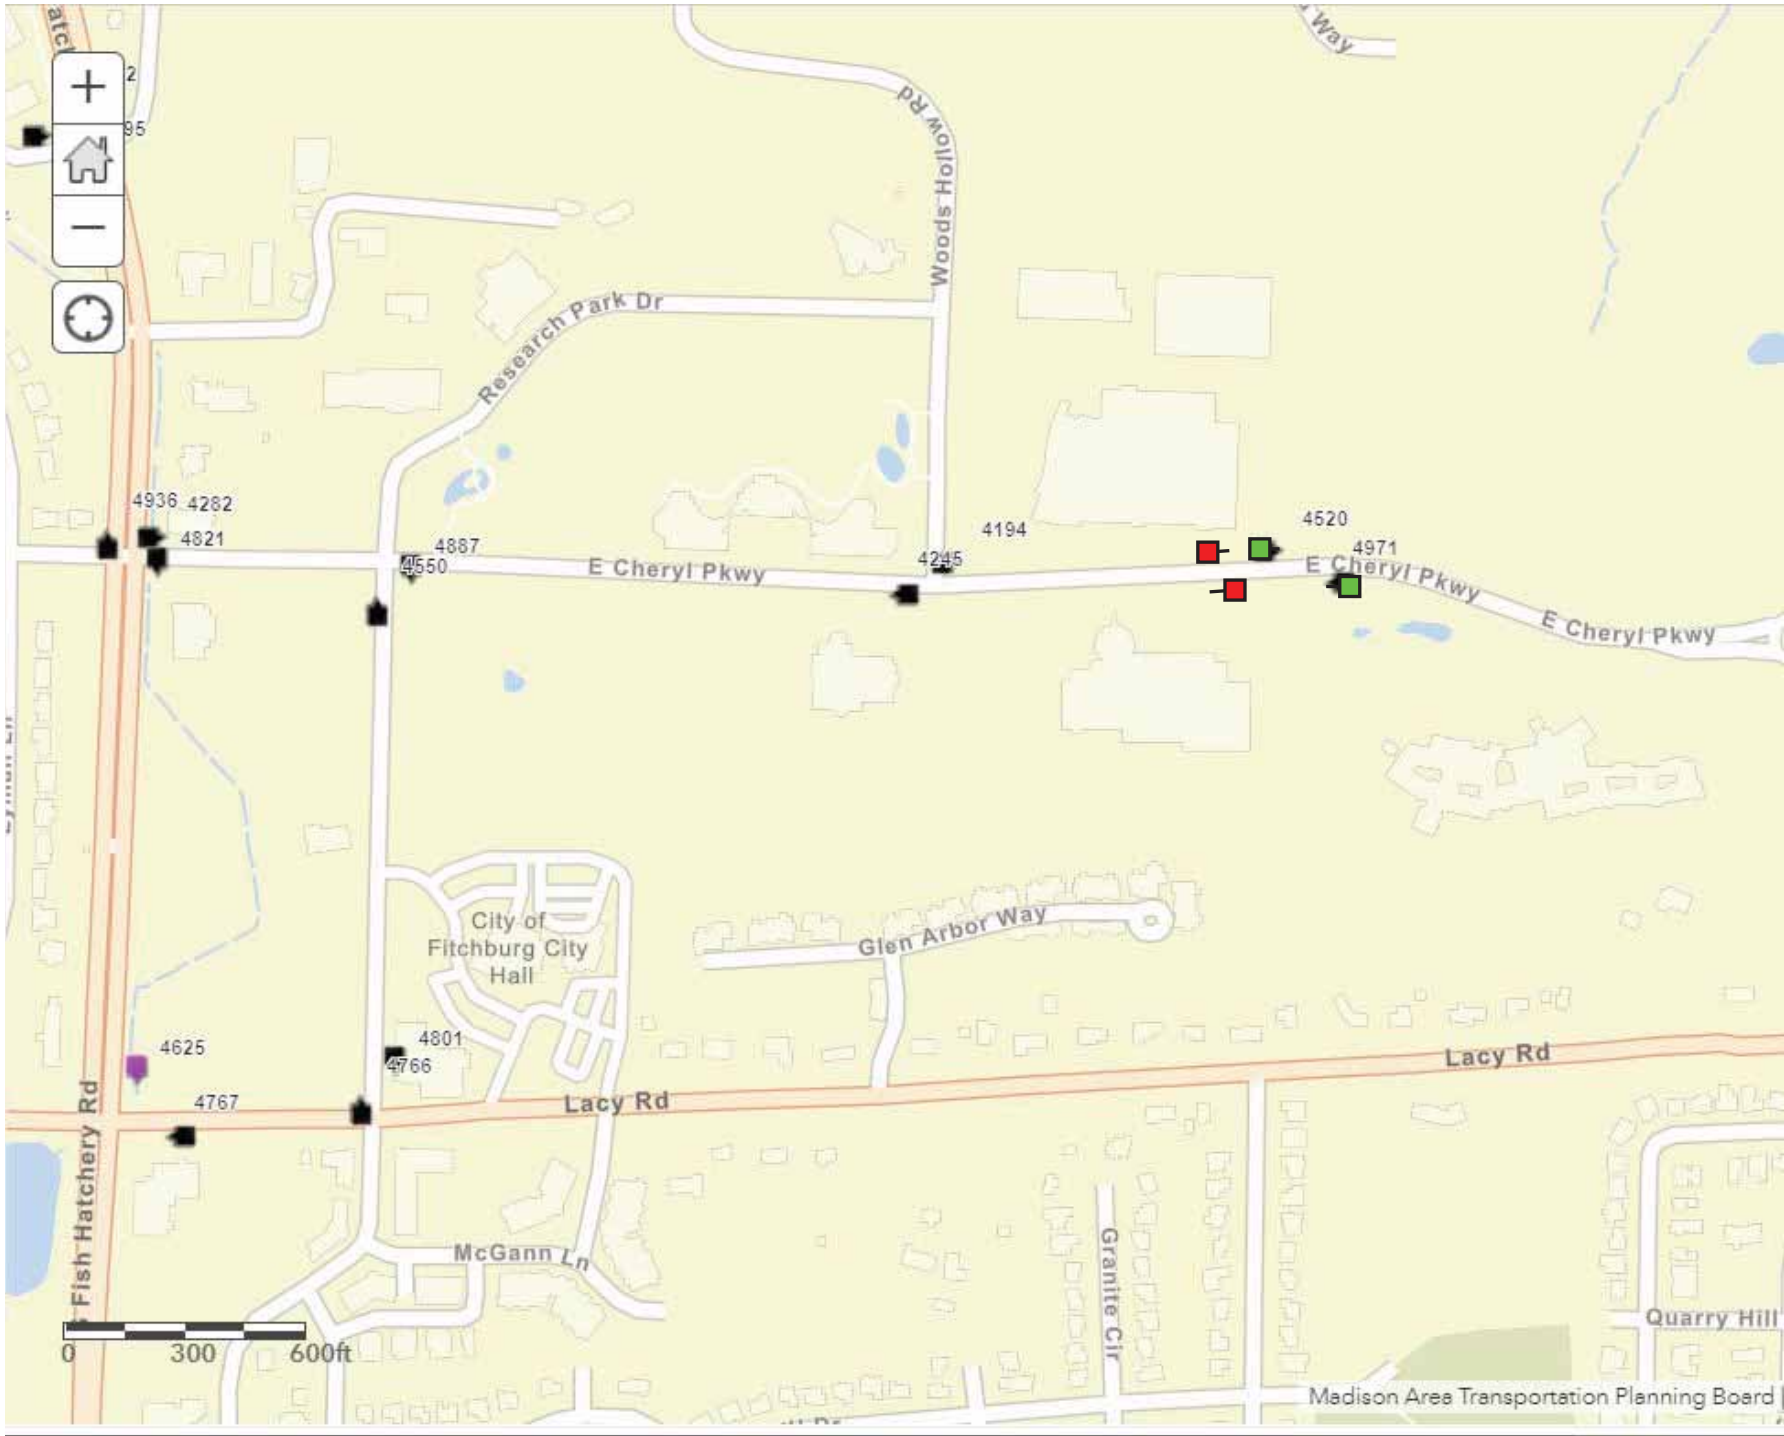 Way
2
95
Woods Hollow Rd
Research Park Dr
4936
4282
4821
4887
4550
E Cheryl Pkwy
4245
4194
4520
4971
E Cheryl Pkwy
E Cheryl Pkwy
City of
Fitchburg City
Hall
Glen Arbor Way
4801
4766
4625
4767
Lacy Rd
Lacy Rd
S Fish Hatchery Rd
McGann Ln
Granite Cir
Quarry Hill
0 300 600ft
Madison Area Transportation Planning Board